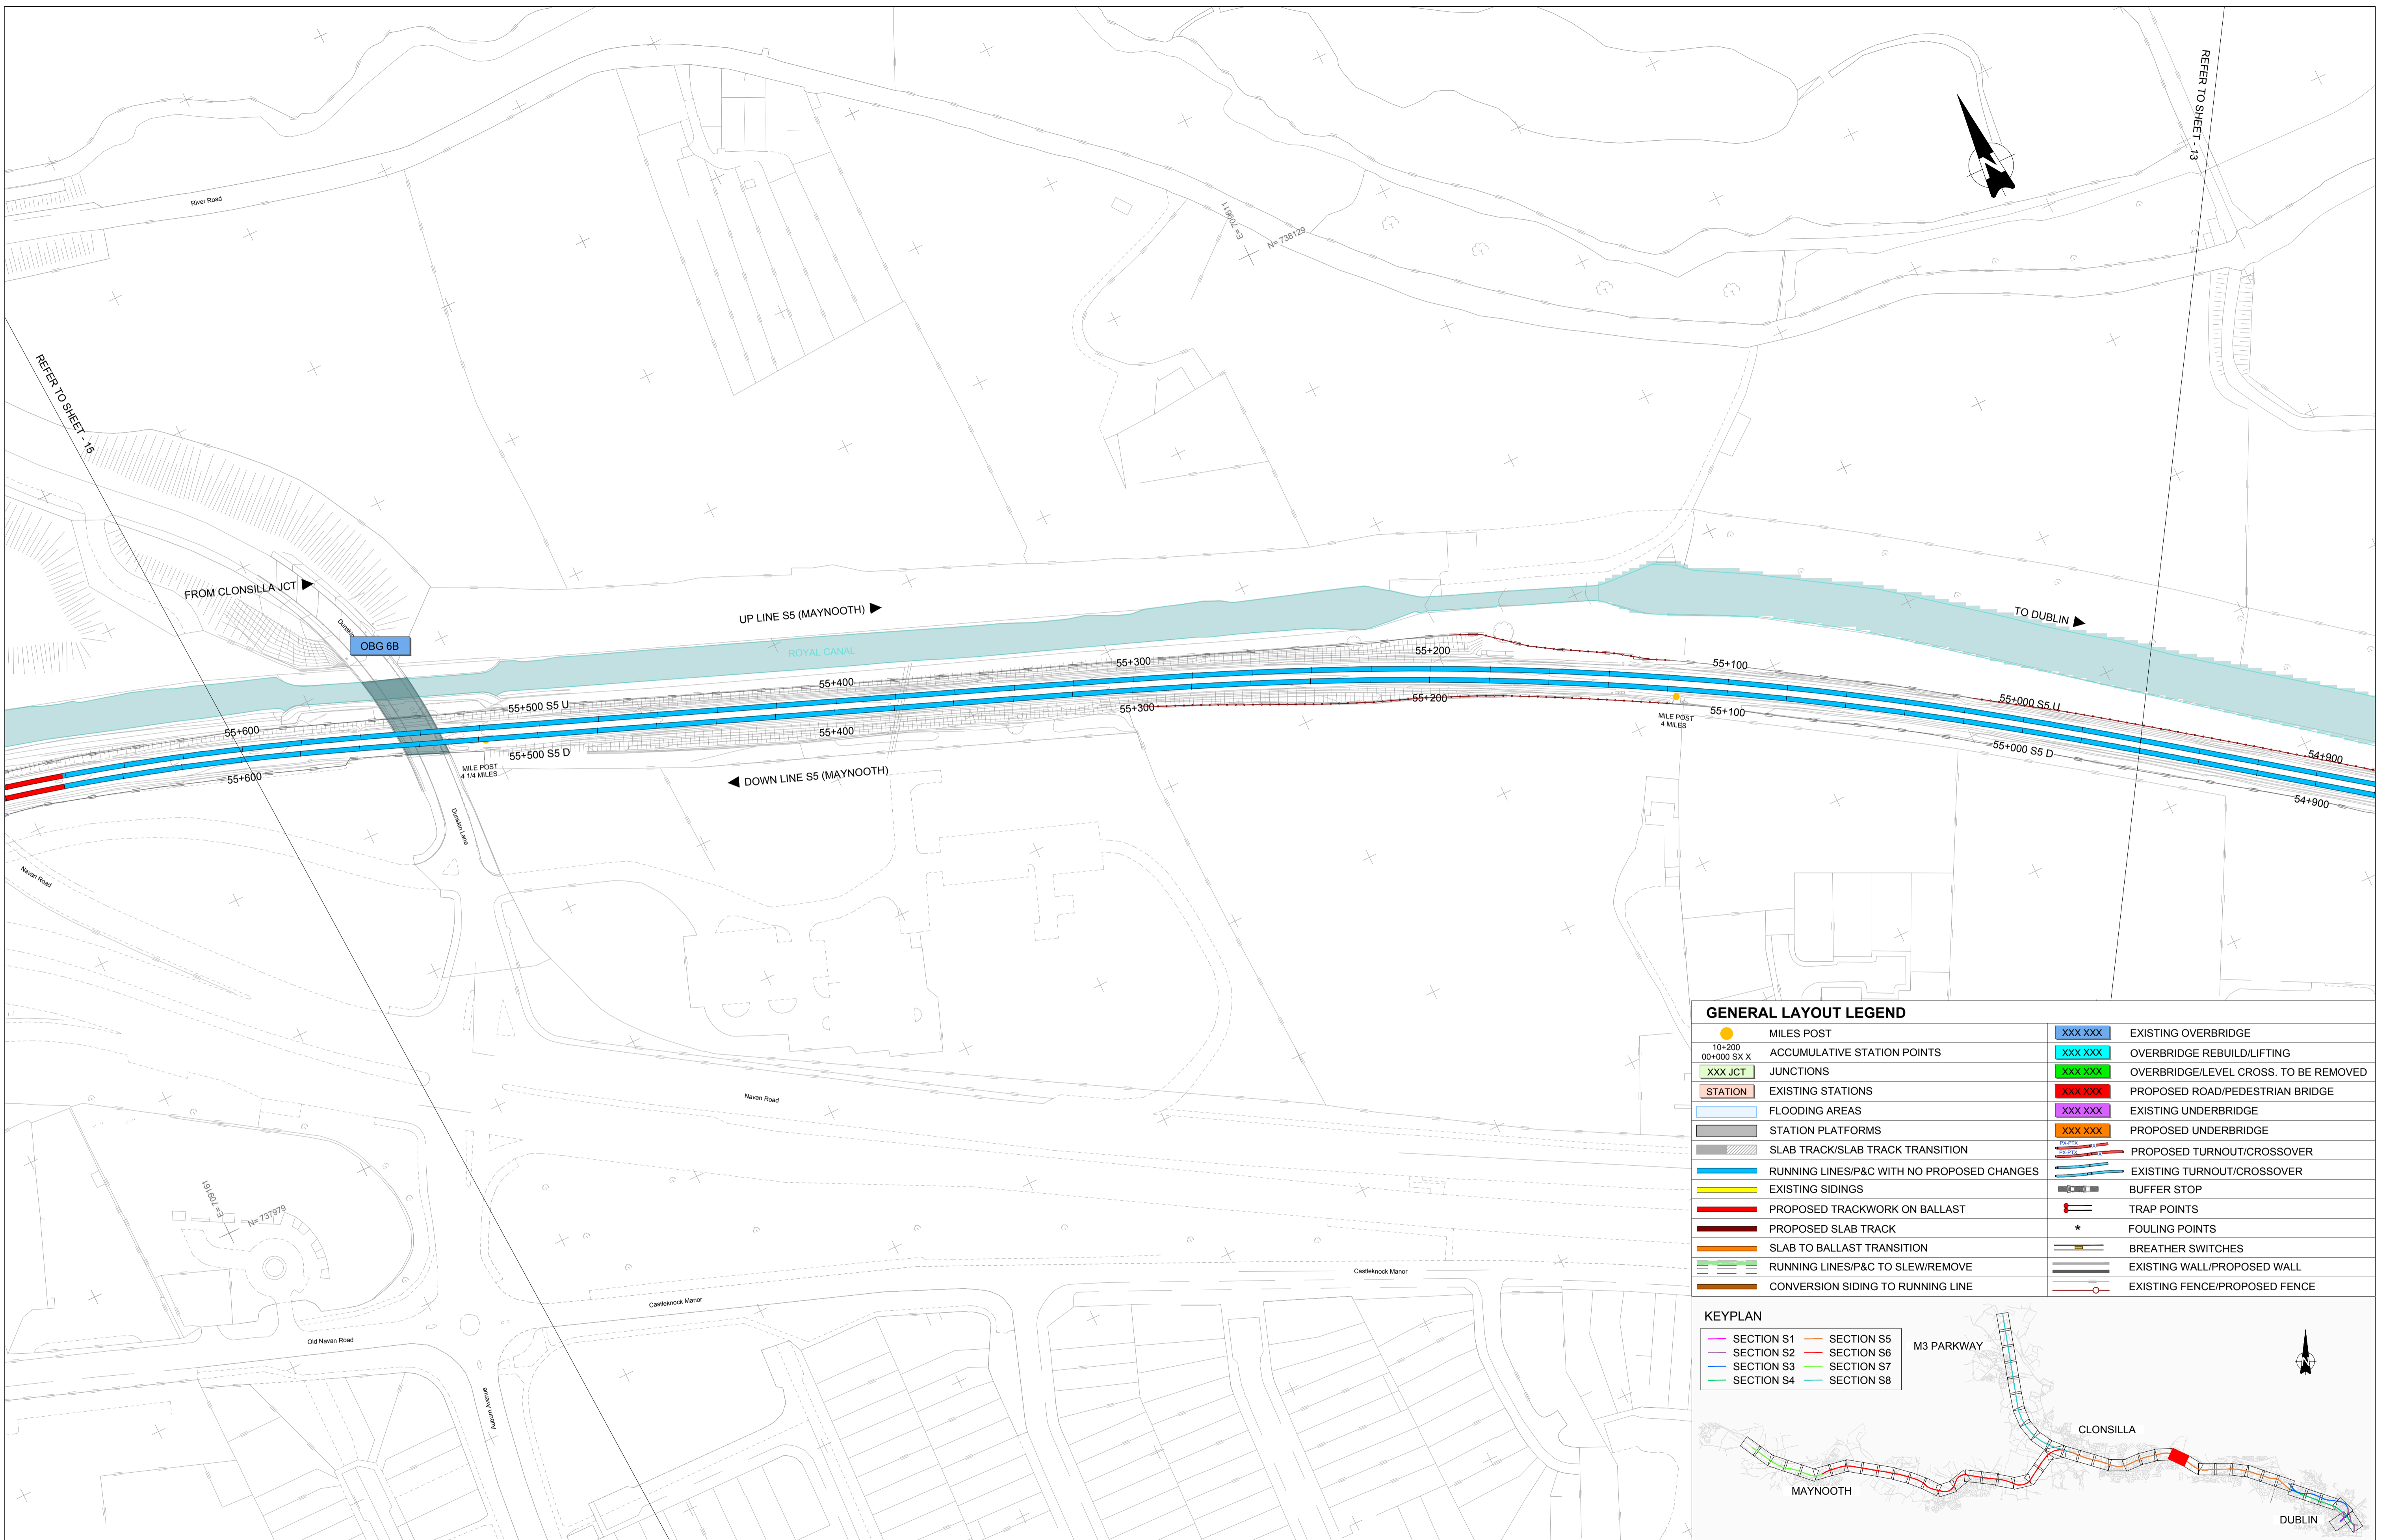 REFER TO SHEET - 13
River Road
E= 709611
N= 738129
REFER TO SHEET - 15
FROM CLONSILLA JCT
OBG 6B
UP LINE S5 (MAYNOOTH)
ROYAL CANAL
TO DUBLIN
55+600
55+500 S5 U
55+400
55+300
55+200
55+100
55+000 S5 U
54+900
55+600
55+500 S5 D
55+400
55+300
55+200
55+100
55+000 S5 D
54+900
MILE POST
4 1/4 MILES
MILE POST
4 MILES
DOWN LINE S5 (MAYNOOTH)
Dunskin Lane
Navan Road
Navan Road
E= 709161
N= 737979
Castleknock Manor
Castleknock Manor
Old Navan Road
Auburn Avenue
GENERAL LAYOUT LEGEND
MILES POST
10+200
00+000 SX X
ACCUMULATIVE STATION POINTS
XXX JCT
JUNCTIONS
STATION
EXISTING STATIONS
FLOODING AREAS
STATION PLATFORMS
SLAB TRACK/SLAB TRACK TRANSITION
RUNNING LINES/P&C WITH NO PROPOSED CHANGES
EXISTING SIDINGS
PROPOSED TRACKWORK ON BALLAST
PROPOSED SLAB TRACK
SLAB TO BALLAST TRANSITION
RUNNING LINES/P&C TO SLEW/REMOVE
CONVERSION SIDING TO RUNNING LINE
XXX XXX EXISTING OVERBRIDGE
XXX XXX OVERBRIDGE REBUILD/LIFTING
XXX XXX OVERBRIDGE/LEVEL CROSS. TO BE REMOVED
XXX XXX PROPOSED ROAD/PEDESTRIAN BRIDGE
XXX XXX EXISTING UNDERBRIDGE
XXX XXX PROPOSED UNDERBRIDGE
PX-PTX
PX-PTX
PROPOSED TURNOUT/CROSSOVER
EXISTING TURNOUT/CROSSOVER
BUFFER STOP
TRAP POINTS
* FOULING POINTS
BREATHER SWITCHES
EXISTING WALL/PROPOSED WALL
EXISTING FENCE/PROPOSED FENCE
KEYPLAN
SECTION S1
SECTION S2
SECTION S3
SECTION S4
SECTION S5
SECTION S6
SECTION S7
SECTION S8
M3 PARKWAY
CLONSILLA
MAYNOOTH
DUBLIN
N